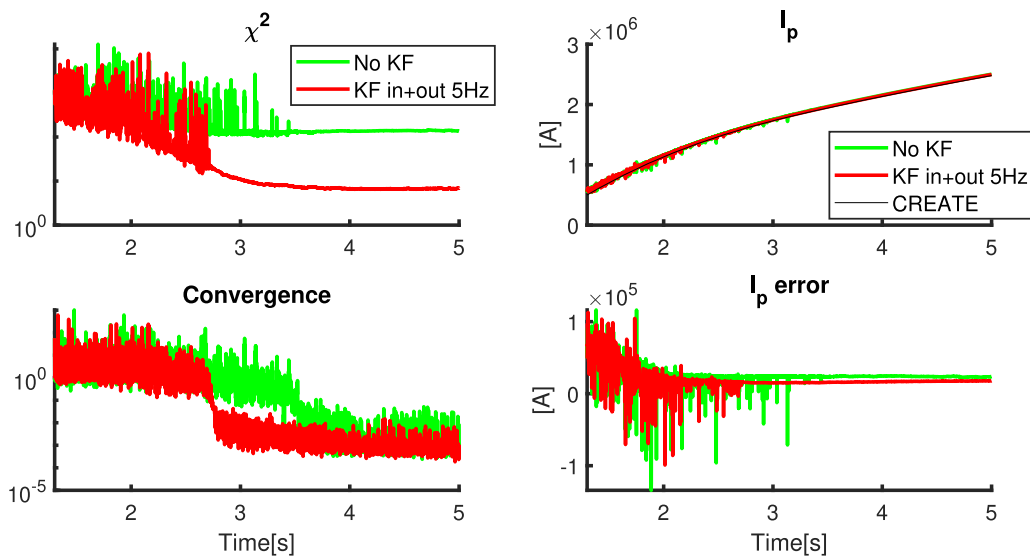 χ²
No KF
KF in+out 5Hz
10⁰
2 3 4 5
I_p
×10⁶
[A]
3
2
1
0
No KF
KF in+out 5Hz
CREATE
2 3 4 5
Convergence
10⁰
10⁻⁵
2 3 4 5
Time[s]
I_p error
×10⁵
[A]
1
0
-1
2 3 4 5
Time[s]